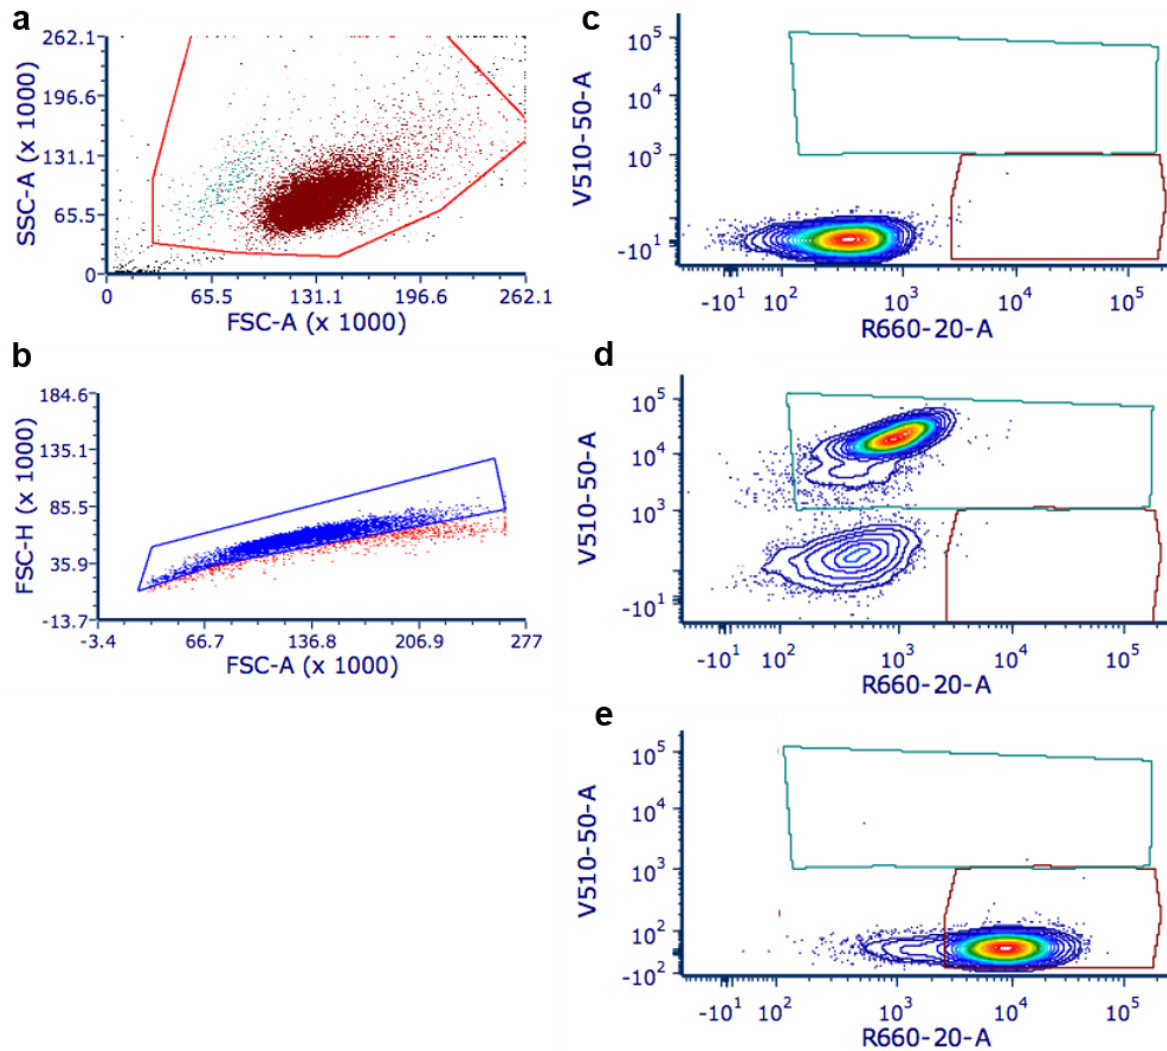 a
262.1
196.6
131.1
65.5
0
SSC-A (x 1000)
0 65.5 131.1 196.6 262.1
FSC-A (x 1000)
b
184.6
135.1
85.5
35.9
-13.7
FSC-H (x 1000)
-3.4 66.7 136.8 206.9 277
FSC-A (x 1000)
c
10⁵
10⁴
10³
-10¹
V510-50-A
-10¹ 10² 10³ 10⁴ 10⁵
R660-20-A
d
10⁵
10⁴
10³
-10¹
V510-50-A
-10¹ 10² 10³ 10⁴ 10⁵
R660-20-A
e
10⁵
10⁴
10³
10²
-10²
V510-50-A
-10¹ 10² 10³ 10⁴ 10⁵
R660-20-A